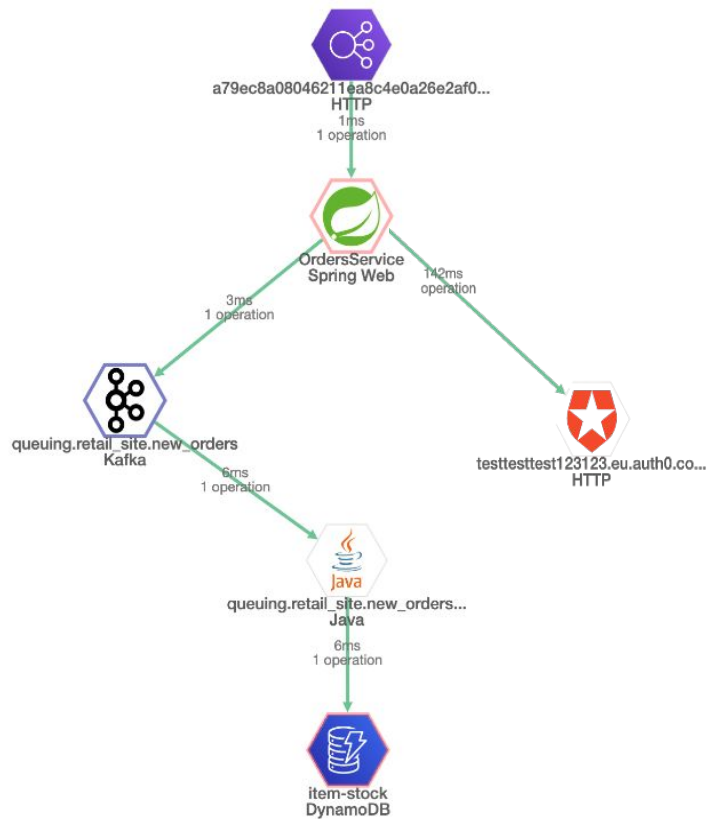 a79ec8a08046211ea8c4e0a26e2af0...
HTTP
1ms
1 operation
OrdersService
Spring Web
3ms
1 operation
142ms
operation
queuing.retail_site.new_orders
Kafka
testtesttest123123.eu.auth0.co...
HTTP
6ms
1 operation
Java
queuing.retail_site.new_orders...
Java
6ms
1 operation
item-stock
DynamoDB